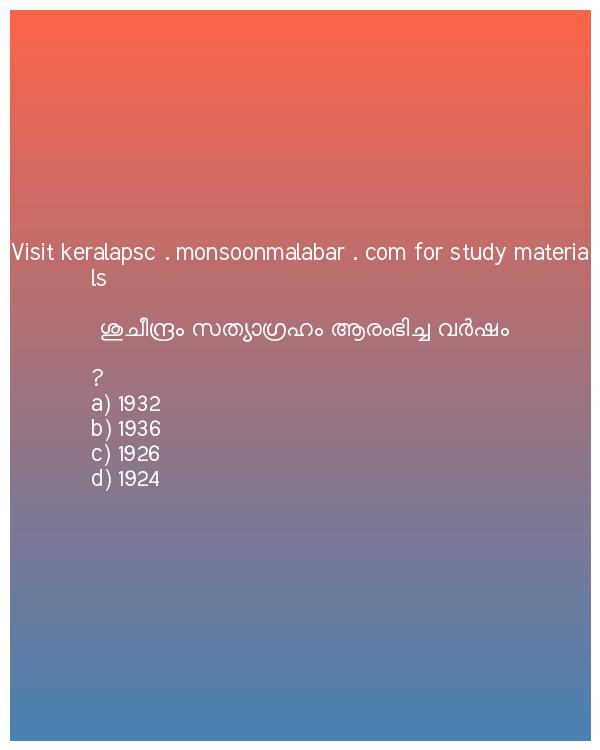 Visit keralapsc . monsoonmalabar . com for study materia
ls
ശുചീന്ദ്രം സത്യാഗ്രഹം ആരംഭിച്ച വർഷം
?
a) 1932
b) 1936
c) 1926
d) 1924